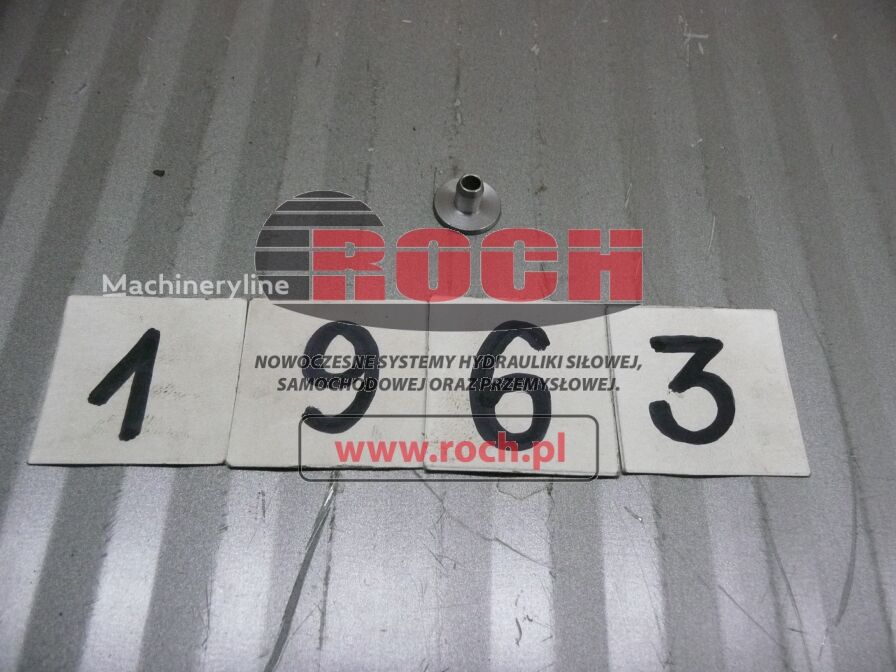 ROCH
Machineryline
1 9 6 3
NOWOCZESNE SYSTEMY HYDRAULIKI SIŁOWEJ,
SAMOCHODOWEJ ORAZ PRZEMYSŁOWEJ.
www.roch.pl